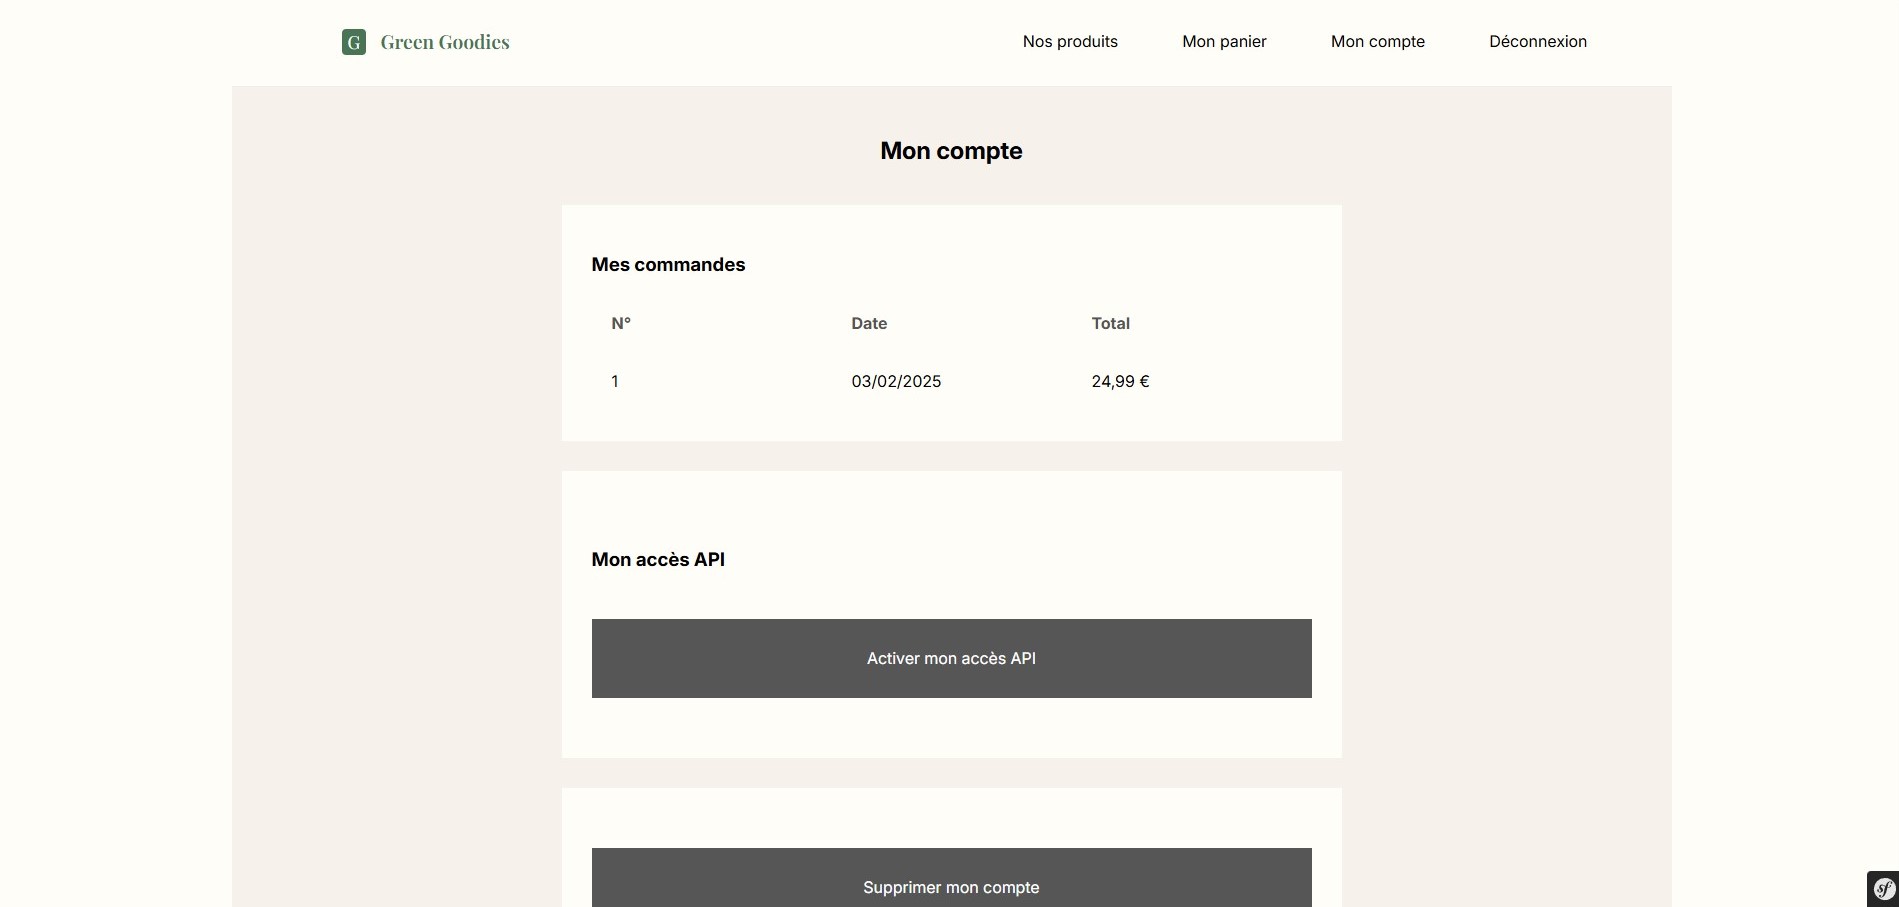 G Green Goodies
Nos produits
Mon panier
Mon compte
Déconnexion
Mon compte
Mes commandes
N° Date Total
1 03/02/2025 24,99 €
Mon accès API
Activer mon accès API
Supprimer mon compte
sf